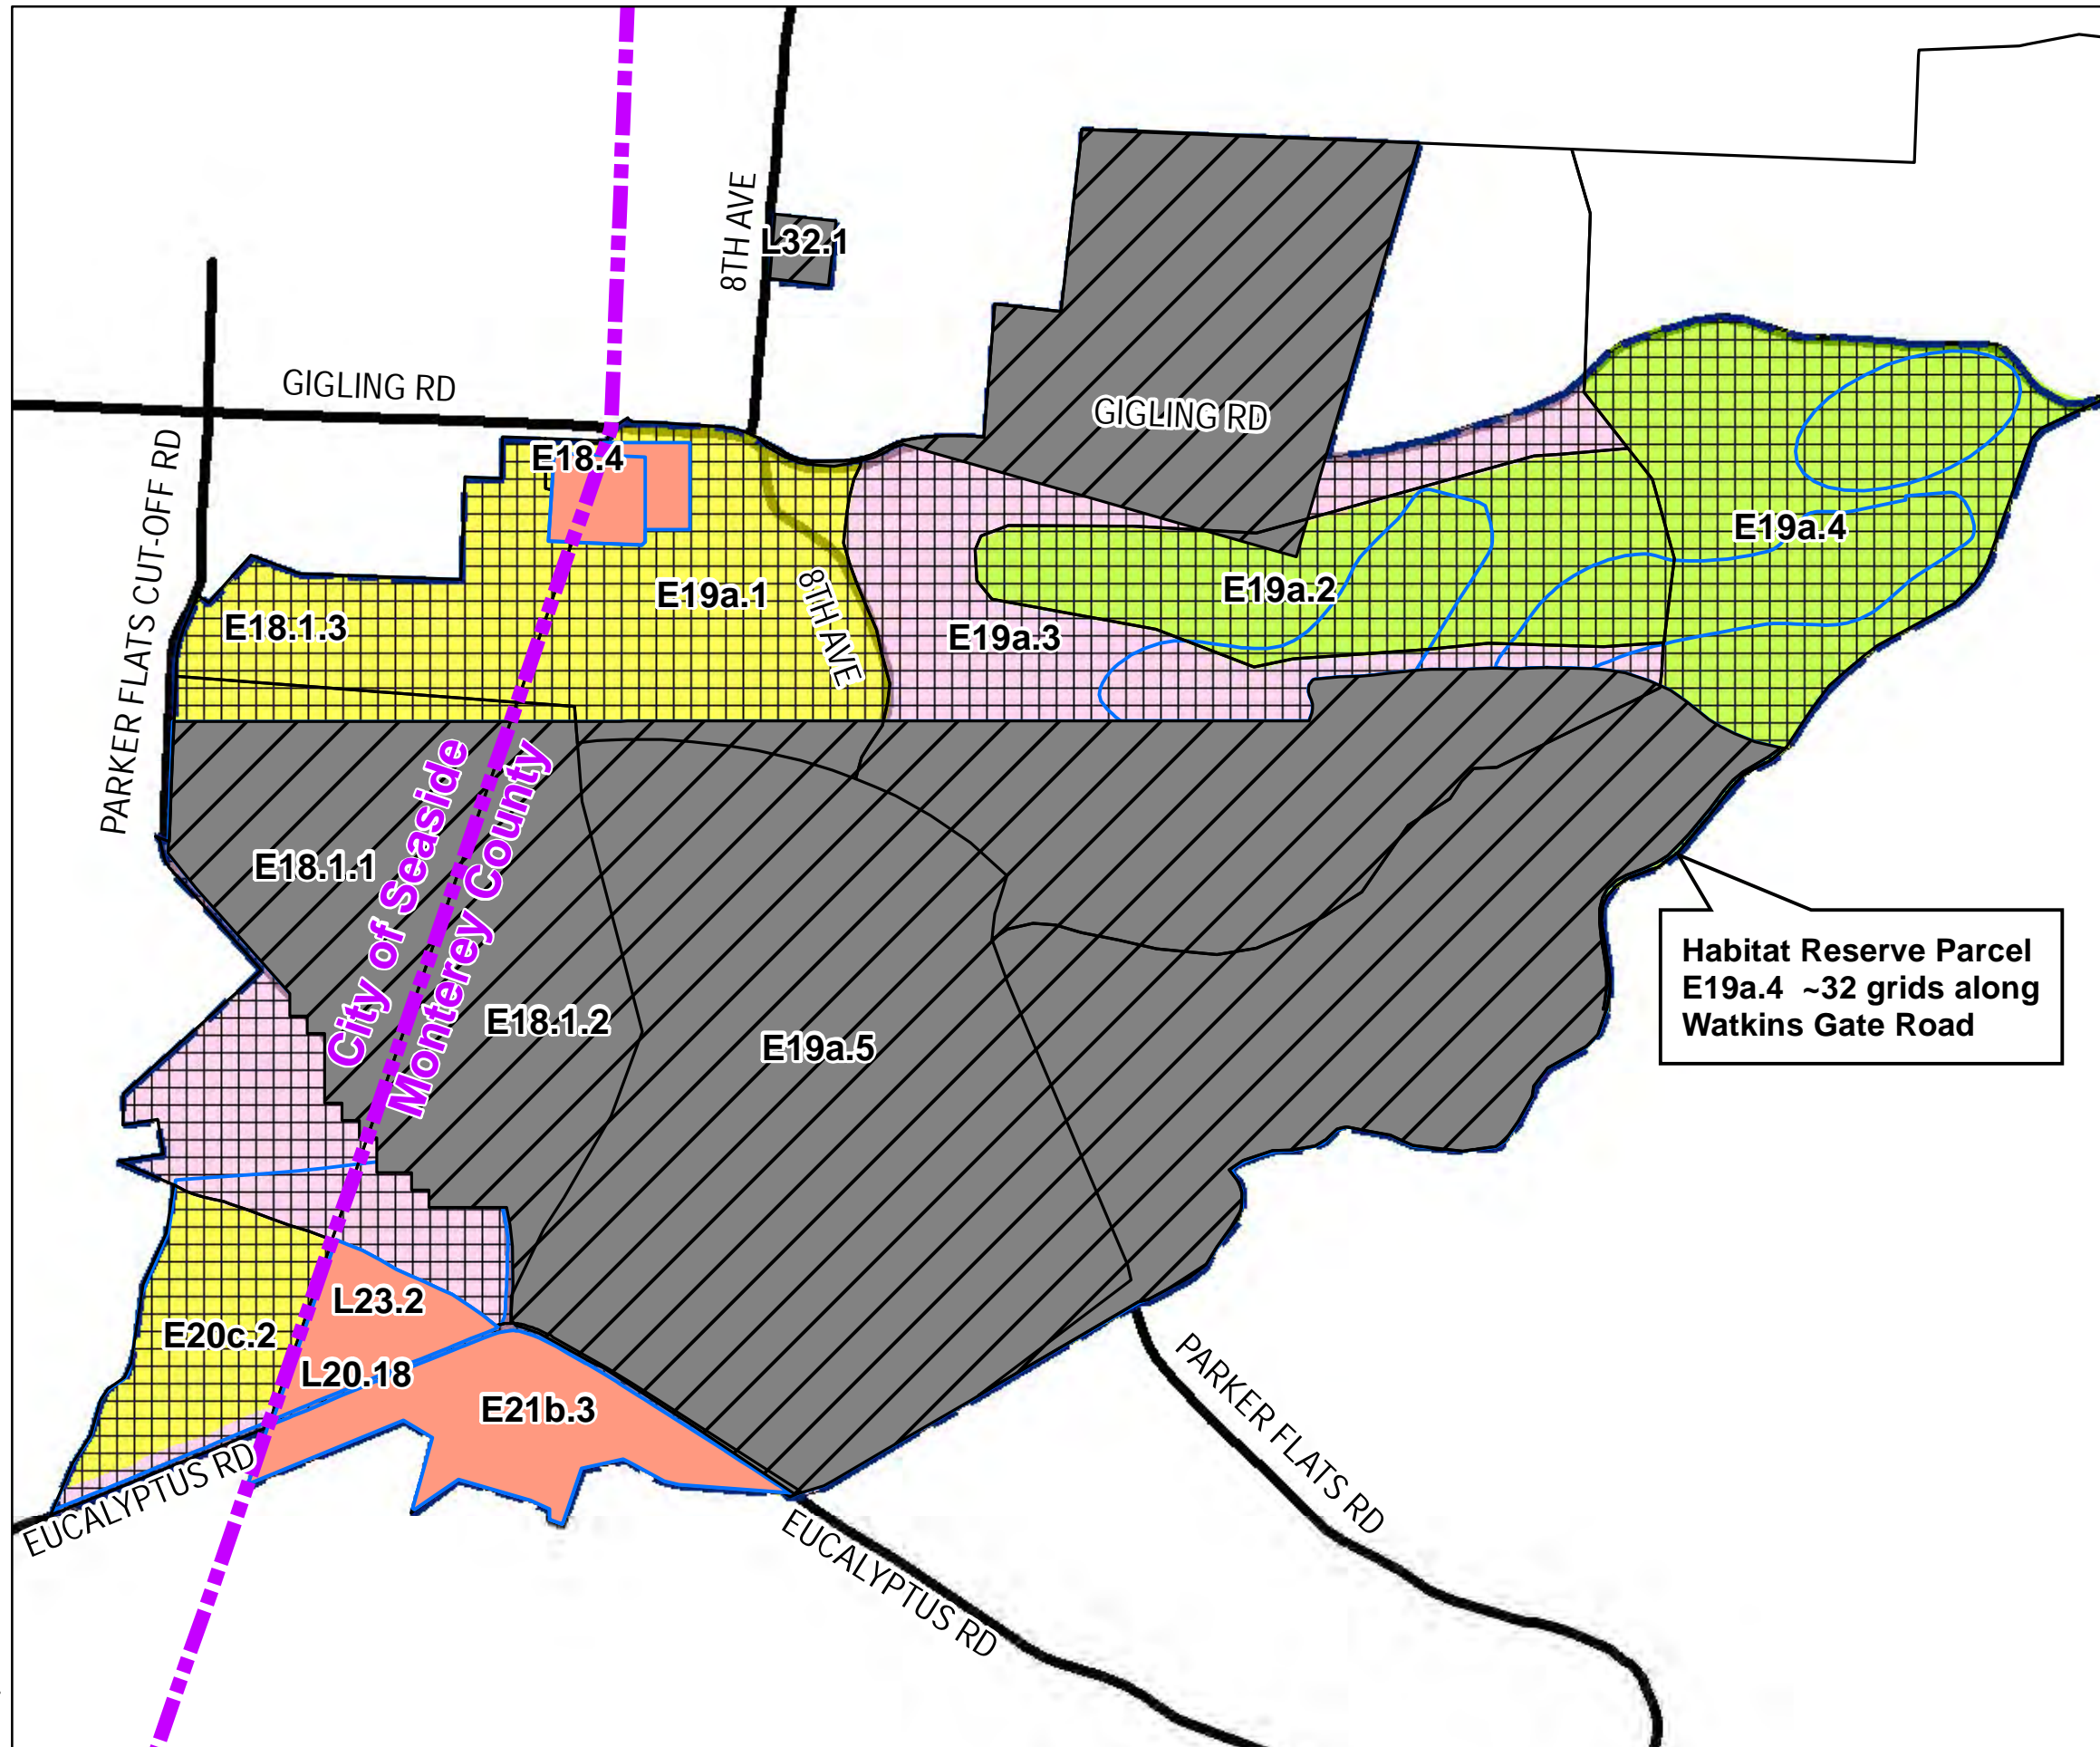 8TH AVE
L32.1
GIGLING RD
GIGLING RD
E18.4
PARKER FLATS CUT-OFF RD
E19a.4
E19a.1
E19a.2
8TH AVE
E18.1.3
E19a.3
City of Seaside
Monterey County
E18.1.1
Habitat Reserve Parcel
E19a.4 ~32 grids along
Watkins Gate Road
E18.1.2
E19a.5
L23.2
E20c.2
L20.18
E21b.3
PARKER FLATS RD
EUCALYPTUS RD
EUCALYPTUS RD